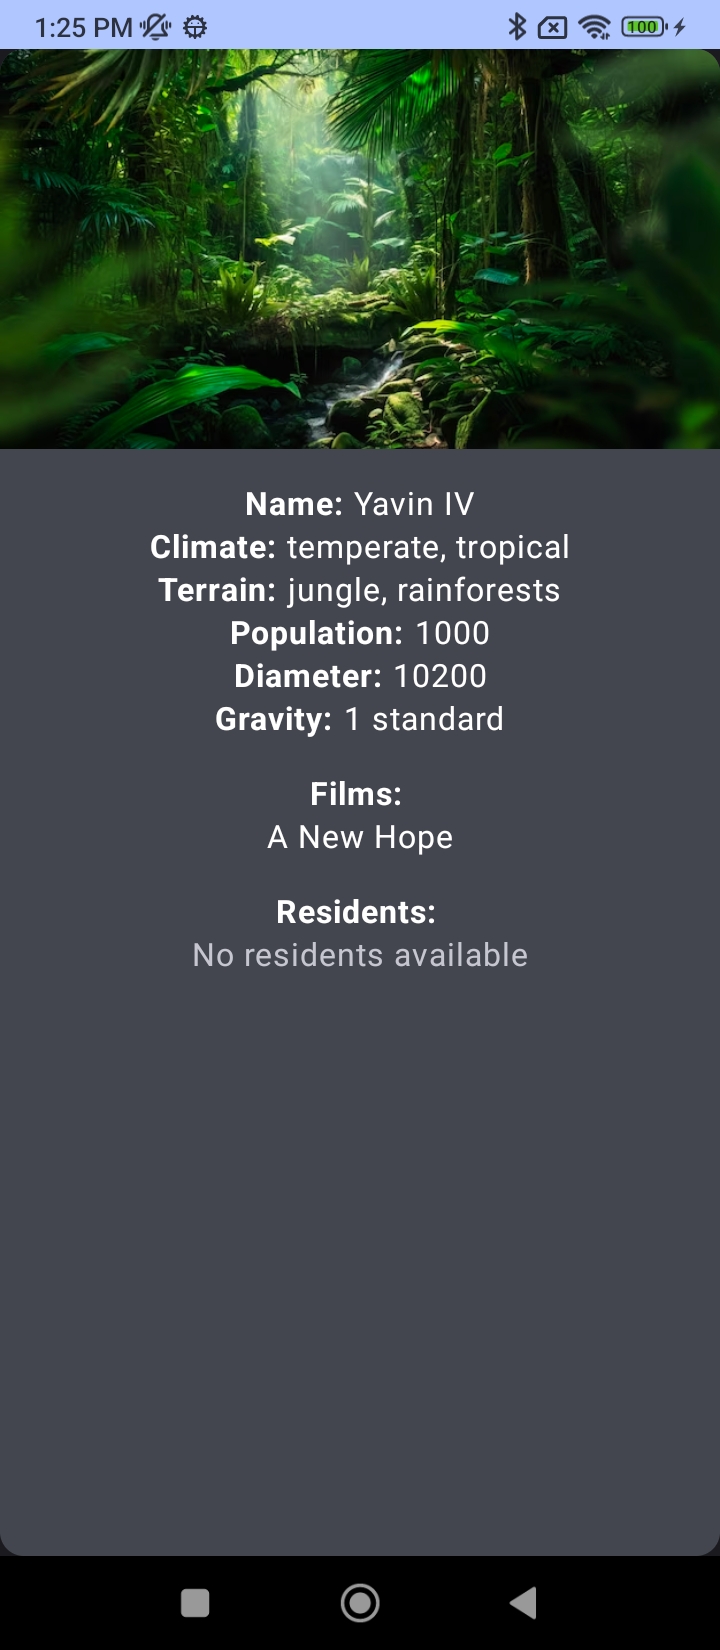 1:25 PM
100
Name: Yavin IV
Climate: temperate, tropical
Terrain: jungle, rainforests
Population: 1000
Diameter: 10200
Gravity: 1 standard
Films:
A New Hope
Residents:
No residents available